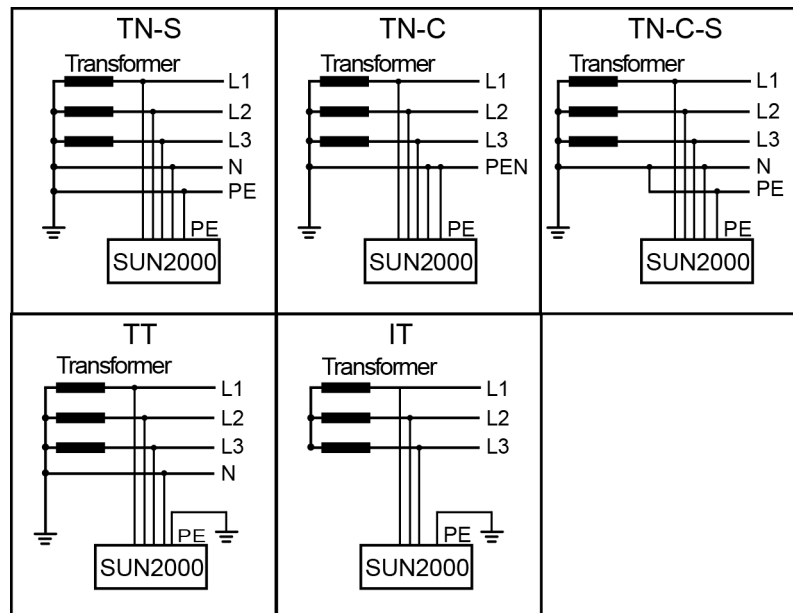 TN-S
Transformer
L1
L2
L3
N
PE
PE
SUN2000
TN-C
Transformer
L1
L2
L3
PEN
PE
SUN2000
TN-C-S
Transformer
L1
L2
L3
N
PE
PE
SUN2000
TT
Transformer
L1
L2
L3
N
PE
SUN2000
IT
Transformer
L1
L2
L3
PE
SUN2000